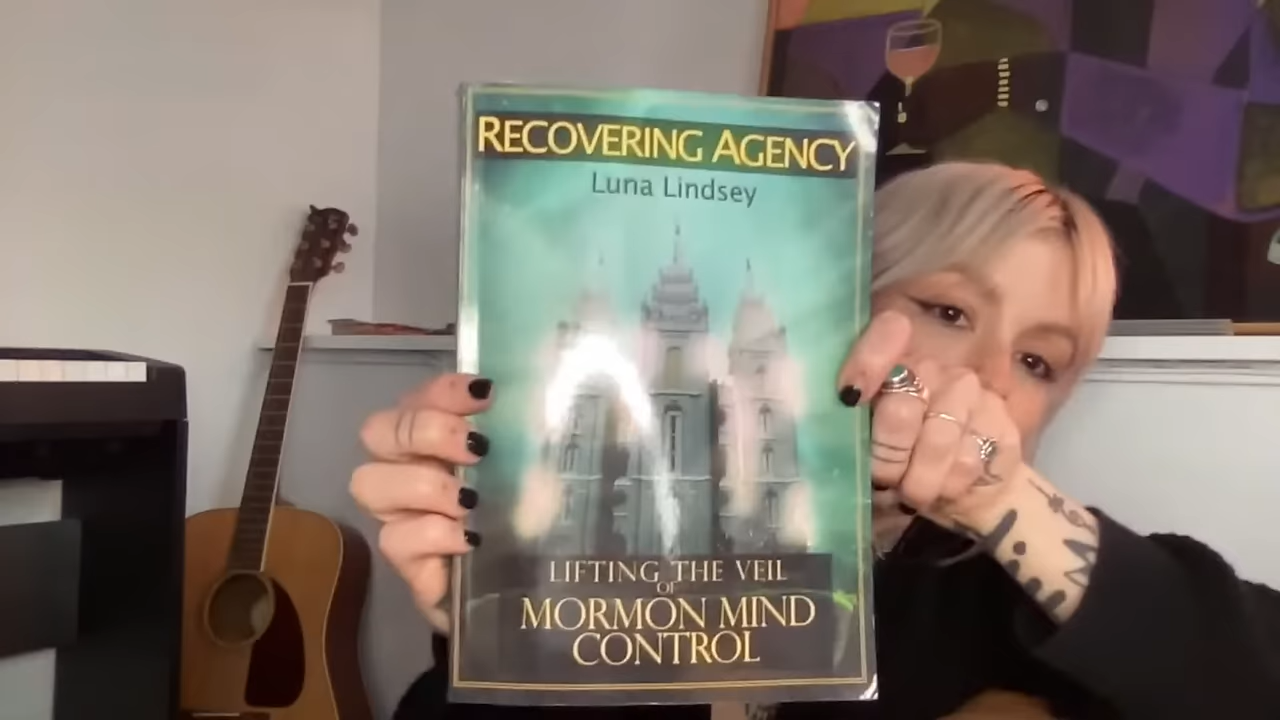 RECOVERING AGENCY
Luna Lindsey
LIFTING THE VEIL
OF
MORMON MIND
CONTROL